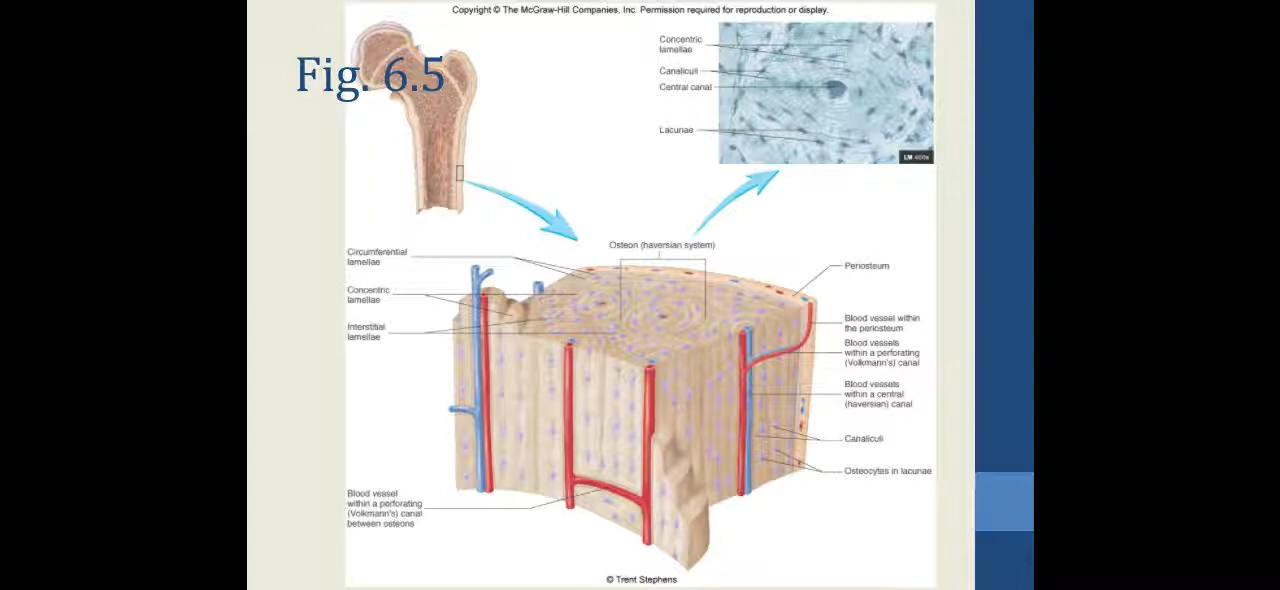 Copyright © The McGraw-Hill Companies, Inc. Permission required for reproduction or display.
Fig. 6.5
Concentric
lamellae
Canaliculi
Central canal
Lacunae
LM 400x
Osteon (haversian system)
Circumferential
lamellae
Concentric
lamellae
Interstitial
lamellae
Periosteum
Blood vessel within
the periosteum
Blood vessels
within a perforating
(Volkmann's) canal
Blood vessels
within a central
(haversian) canal
Canaliculi
Osteocytes in lacunae
Blood vessel
within a perforating
(Volkmann's) canal
between osteons
© Trent Stephens